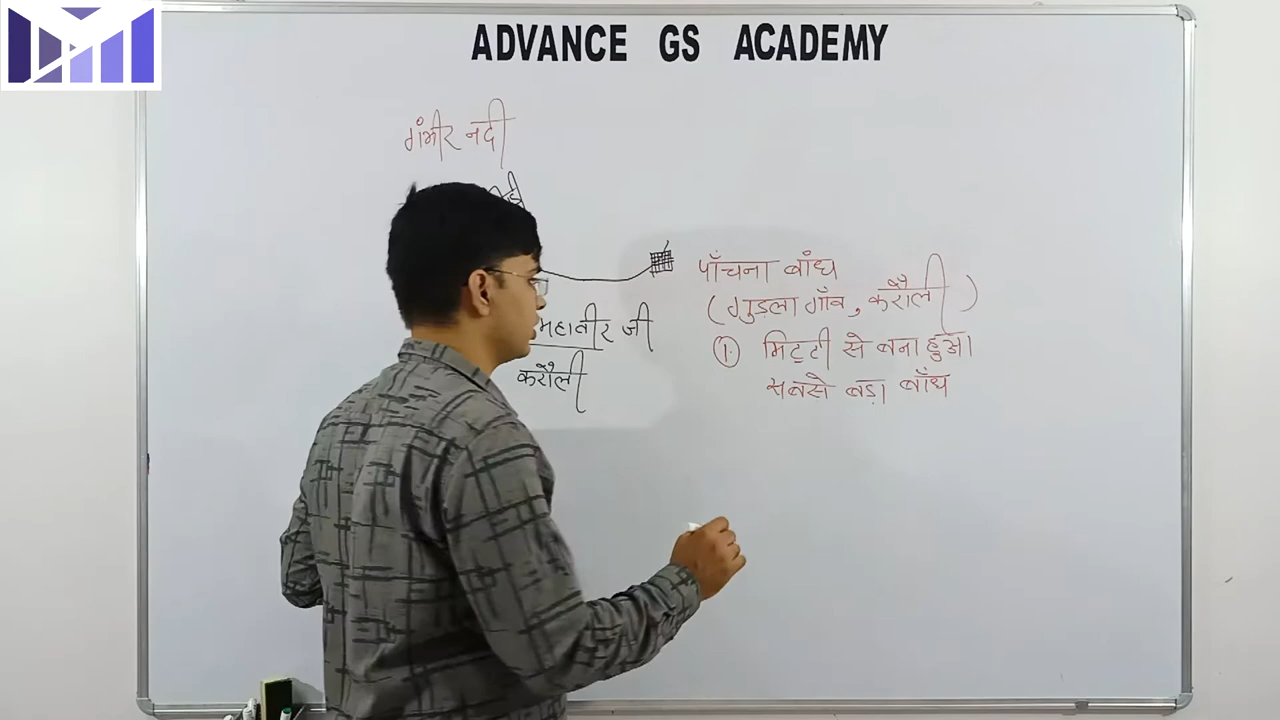 ADVANCE GS ACADEMY
गंभीर नदी
पाँचना बांध
(गुड़ला गाँव, करौली)
महावीर जी
करौली
① मिट्टी से बना हुआ
सबसे बड़ा बाँध